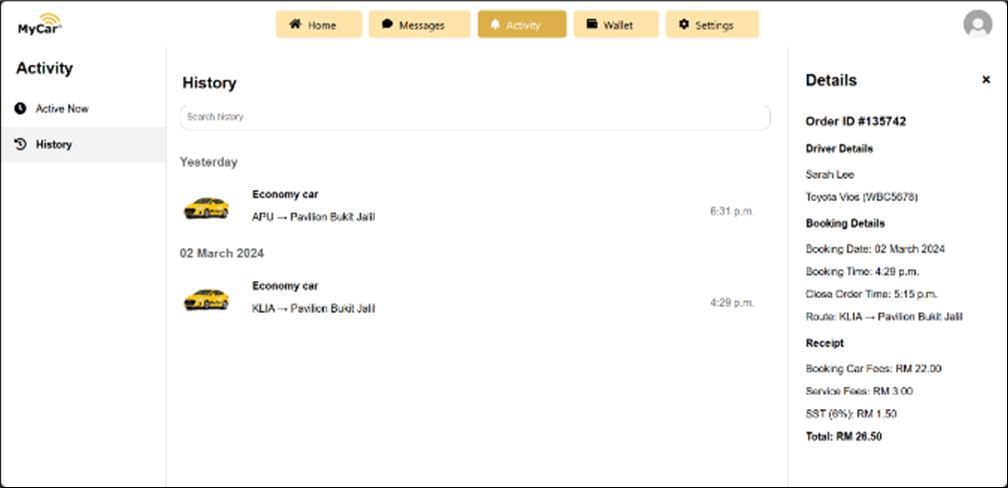 MyCar
Home
Messages
Activity
Wallet
Settings
Activity
Active Now
History
History
Search history
Yesterday
Economy car
APU → Pavilion Bukit Jalil
6:31 p.m.
02 March 2024
Economy car
KLIA → Pavilion Bukit Jalil
4:29 p.m.
Details
×
Order ID #135742
Driver Details
Sarah Lee
Toyota Vios (WBC5678)
Booking Details
Booking Date: 02 March 2024
Booking Time: 4:29 p.m.
Close Order Time: 5:15 p.m.
Route: KLIA → Pavilion Bukit Jalil
Receipt
Booking Car Fees: RM 22.00
Service Fees: RM 3.00
SST (6%): RM 1.50
Total: RM 26.50